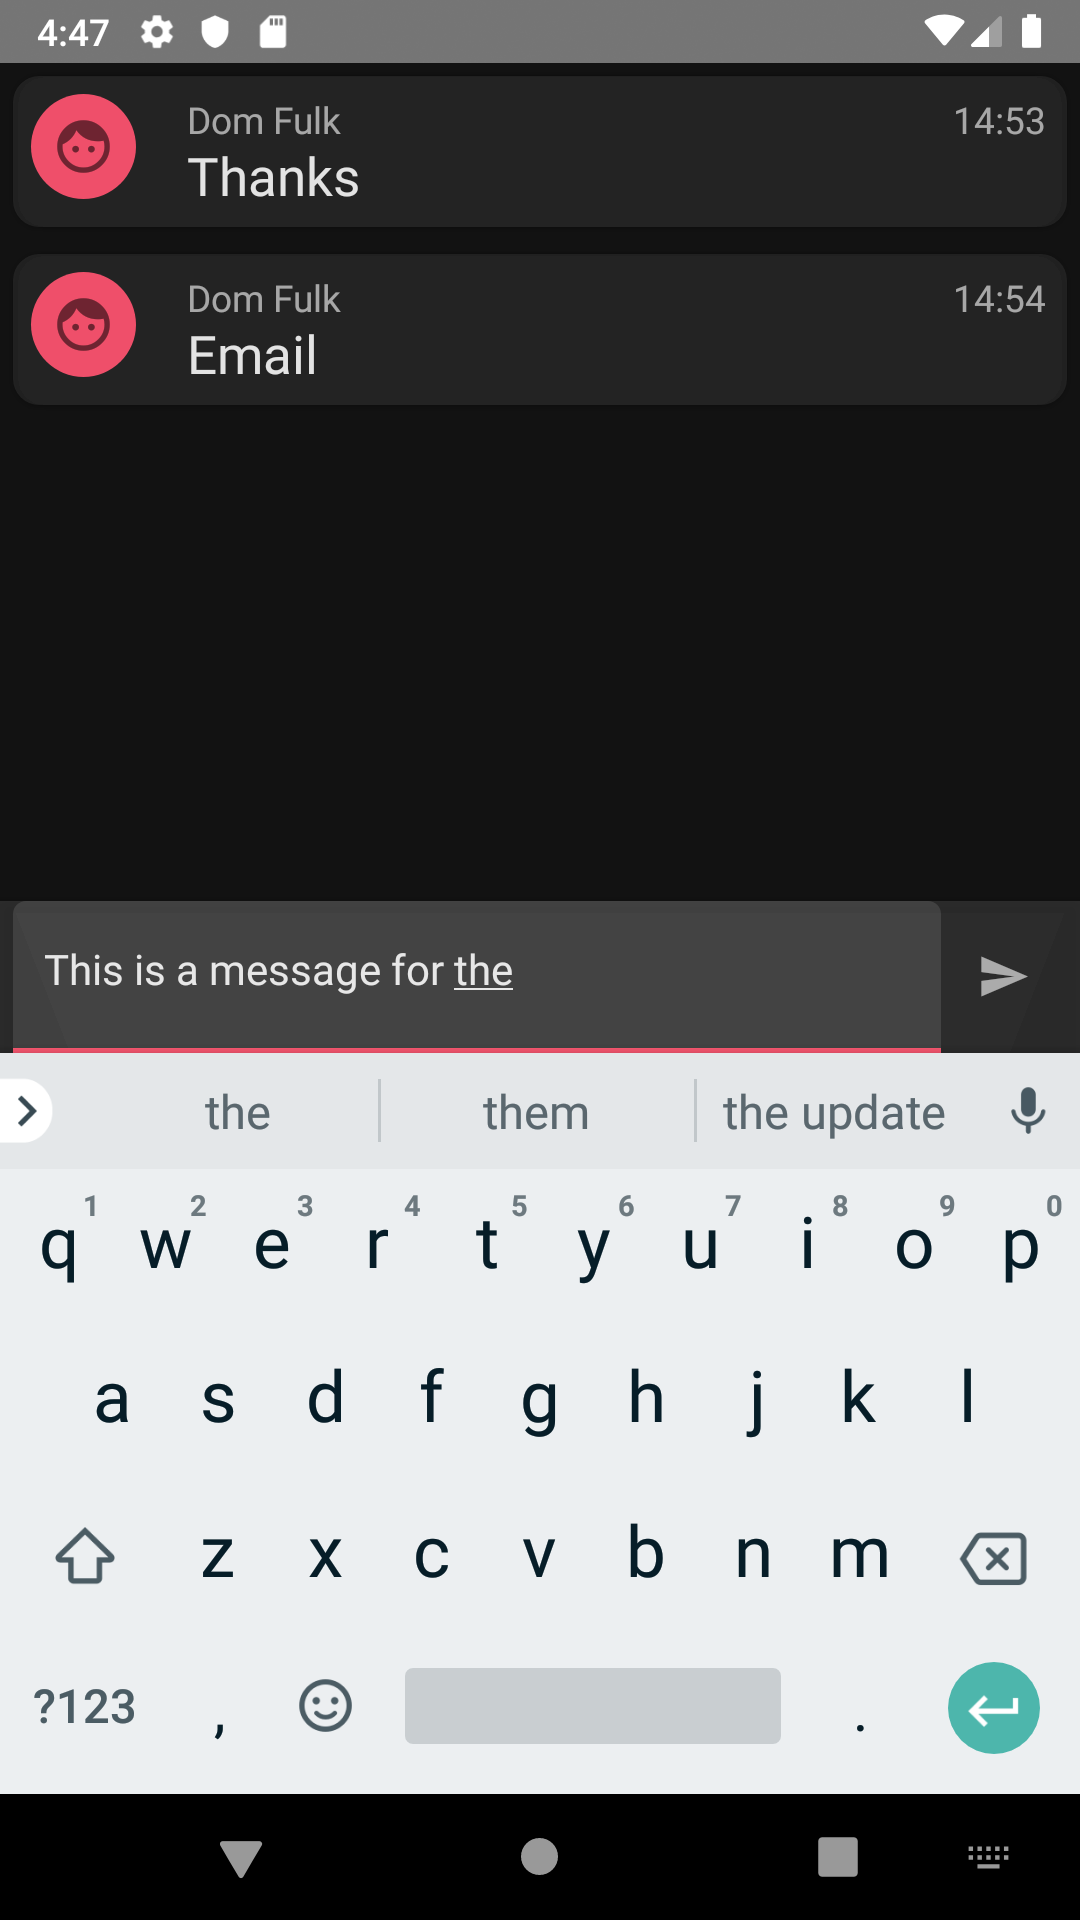 4:47
Dom Fulk 14:53
Thanks
Dom Fulk 14:54
Email
This is a message for the
the them the update
1 2 3 4 5 6 7 8 9 0
q w e r t y u i o p
a s d f g h j k l
z x c v b n m
?123 , .